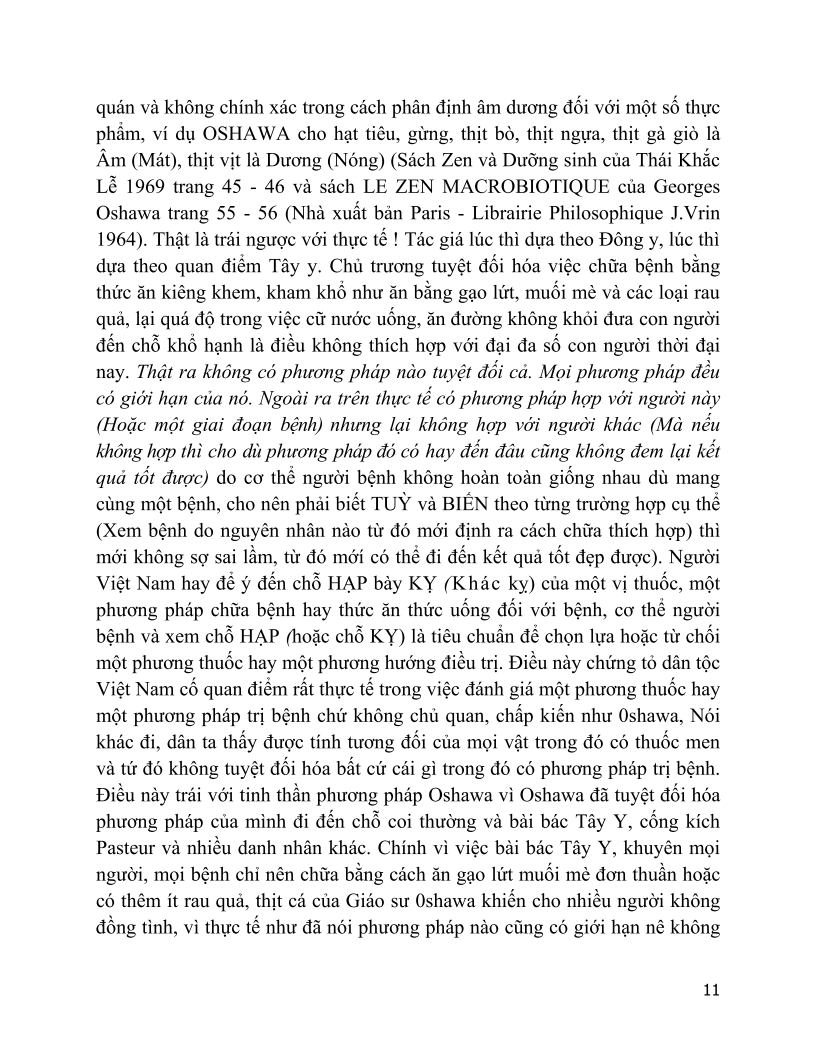 quán và không chính xác trong cách phân định âm dương đối với một số thực
phẩm, ví dụ OSHAWA cho hạt tiêu, gừng, thịt bò, thịt ngựa, thịt gà giò là
Âm (Mát), thịt vịt là Dương (Nóng) (Sách Zen và Dưỡng sinh của Thái Khắc
Lễ 1969 trang 45 - 46 và sách LE ZEN MACROBIOTIQUE của Georges
Oshawa trang 55 - 56 (Nhà xuất bản Paris - Librairie Philosophique J.Vrin
1964). Thật là trái ngược với thực tế ! Tác giá lúc thì dựa theo Đông y, lúc thì
dựa theo quan điểm Tây y. Chủ trương tuyệt đối hóa việc chữa bệnh bằng
thức ăn kiêng khem, kham khổ như ăn bằng gạo lứt, muối mè và các loại rau
quả, lại quá độ trong việc cữ nước uống, ăn đường không khỏi đưa con người
đến chỗ khổ hạnh là điều không thích hợp với đại đa số con người thời đại
nay. Thật ra không có phương pháp nào tuyệt đối cả. Mọi phương pháp đều
có giới hạn của nó. Ngoài ra trên thực tế có phương pháp hợp với người này
(Hoặc một giai đoạn bệnh) nhưng lại không hợp với người khác (Mà nếu
không hợp thì cho dù phương pháp đó có hay đến đâu cũng không đem lại kết
quả tốt được) do cơ thể người bệnh không hoàn toàn giống nhau dù mang
cùng một bệnh, cho nên phải biết TUỲ và BIẾN theo từng trường hợp cụ thể
(Xem bệnh do nguyên nhân nào từ đó mới định ra cách chữa thích hợp) thì
mới không sợ sai lầm, từ đó mới có thể đi đến kết quả tốt đẹp được). Người
Việt Nam hay để ý đến chỗ HẠP bày KỴ (Khác kỵ) của một vị thuốc, một
phương pháp chữa bệnh hay thức ăn thức uống đối với bệnh, cơ thể người
bệnh và xem chỗ HẠP (hoặc chỗ KỴ) là tiêu chuẩn để chọn lựa hoặc từ chối
một phương thuốc hay một phương hướng điều trị. Điều này chứng tỏ dân tộc
Việt Nam cố quan điểm rất thực tế trong việc đánh giá một phương thuốc hay
một phương pháp trị bệnh chứ không chủ quan, chấp kiến như 0shawa, Nói
khác đi, dân ta thấy được tính tương đối của mọi vật trong đó có thuốc men
và tứ đó không tuyệt đối hóa bất cứ cái gì trong đó có phương pháp trị bệnh.
Điều này trái với tinh thần phương pháp Oshawa vì Oshawa đã tuyệt đối hóa
phương pháp của mình đi đến chỗ coi thường và bài bác Tây Y, cống kích
Pasteur và nhiều danh nhân khác. Chính vì việc bài bác Tây Y, khuyên mọi
người, mọi bệnh chỉ nên chữa bằng cách ăn gạo lứt muối mè đơn thuần hoặc
có thêm ít rau quả, thịt cá của Giáo sư 0shawa khiến cho nhiều người không
đồng tình, vì thực tế như đã nói phương pháp nào cũng có giới hạn nê không
11